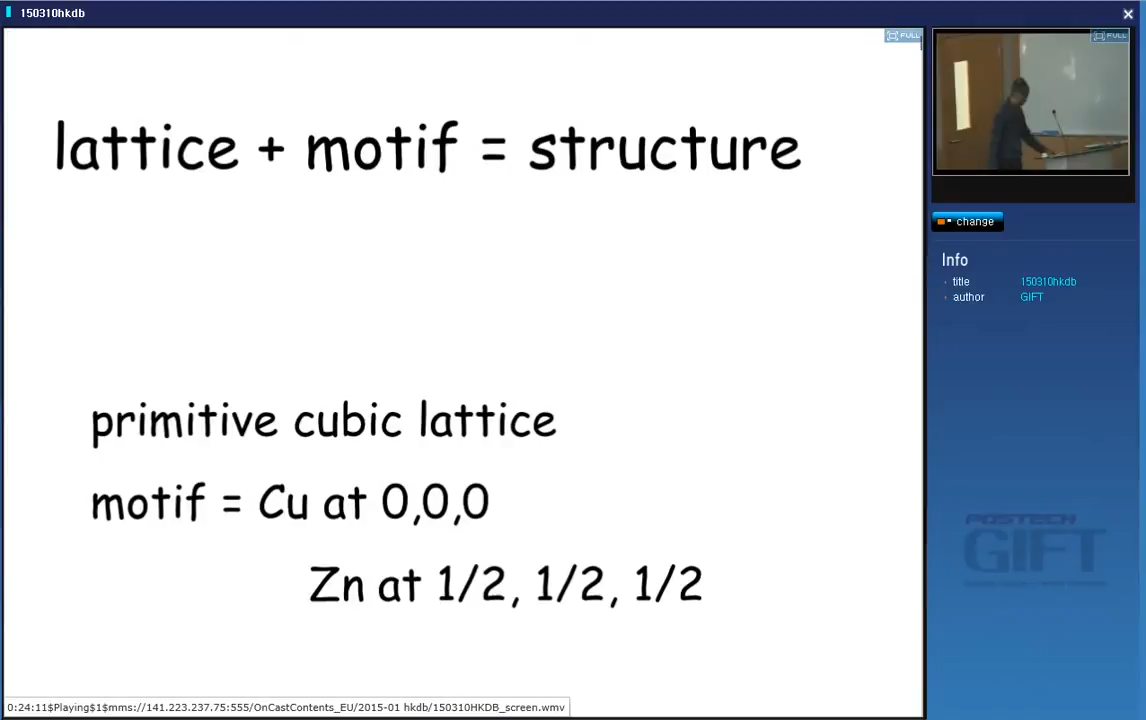 150310hkdb
FULL
FULL
lattice + motif = structure
change
Info
title 150310hkdb
author GIFT
primitive cubic lattice
motif = Cu at 0,0,0
Zn at 1/2, 1/2, 1/2
POSTECH
GIFT
0:24:11$Playing$1$mms://141.223.237.75:555/OnCastContents_EU/2015-01 hkdb/150310HKDB_screen.wmv